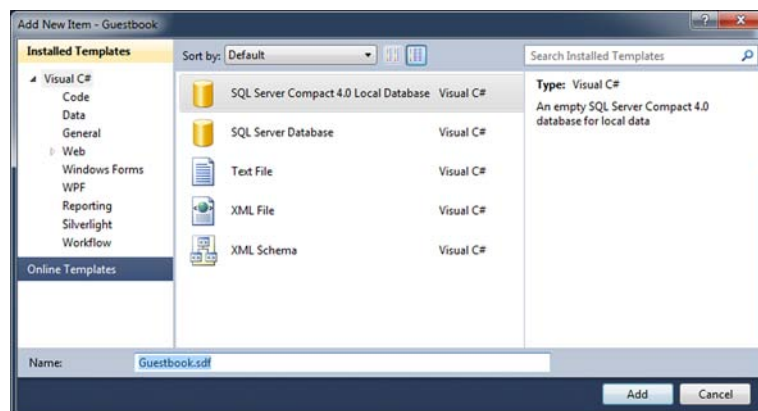 Add New Item - Guestbook
Installed Templates
Sort by: Default
Search Installed Templates
Visual C#
Code
Data
General
Web
Windows Forms
WPF
Reporting
Silverlight
Workflow
Online Templates
SQL Server Compact 4.0 Local Database Visual C#
SQL Server Database Visual C#
Text File Visual C#
XML File Visual C#
XML Schema Visual C#
Type: Visual C#
An empty SQL Server Compact 4.0
database for local data
Name: Guestbook.sdf
Add Cancel